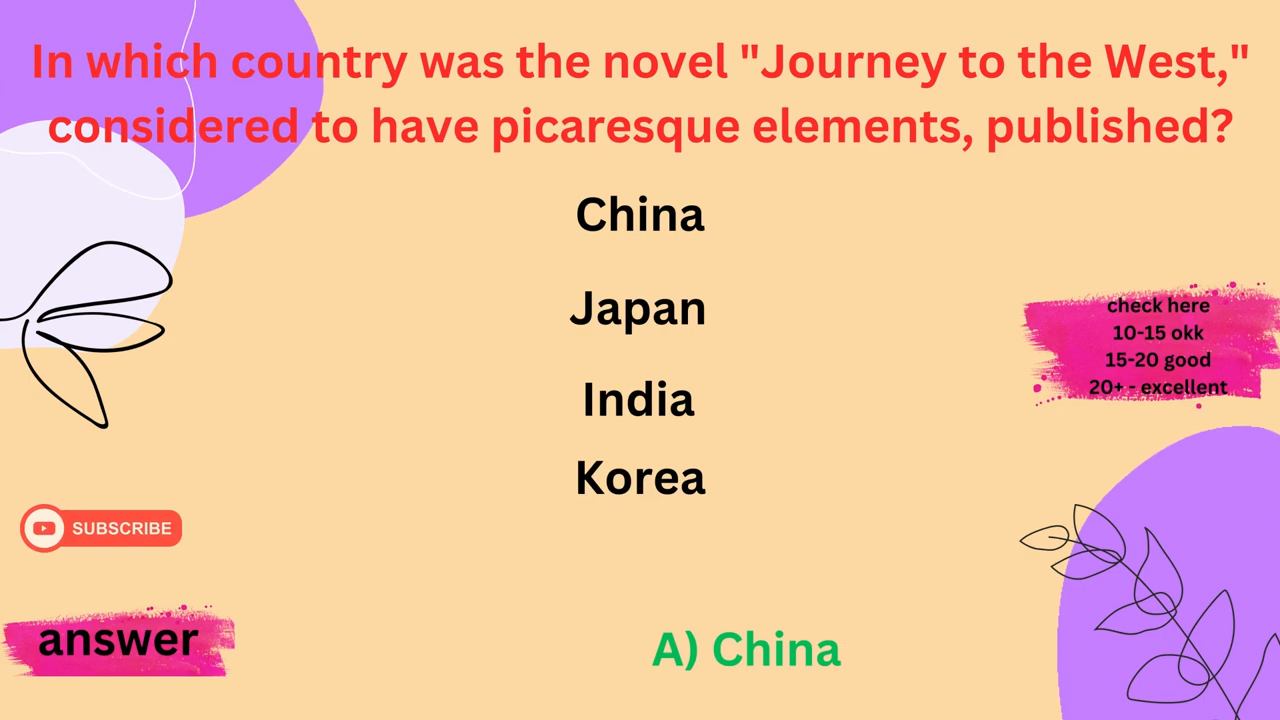 In which country was the novel "Journey to the West,"
considered to have picaresque elements, published?
China
Japan
India
Korea
check here
10-15 okk
15-20 good
20+ - excellent
SUBSCRIBE
answer
A) China